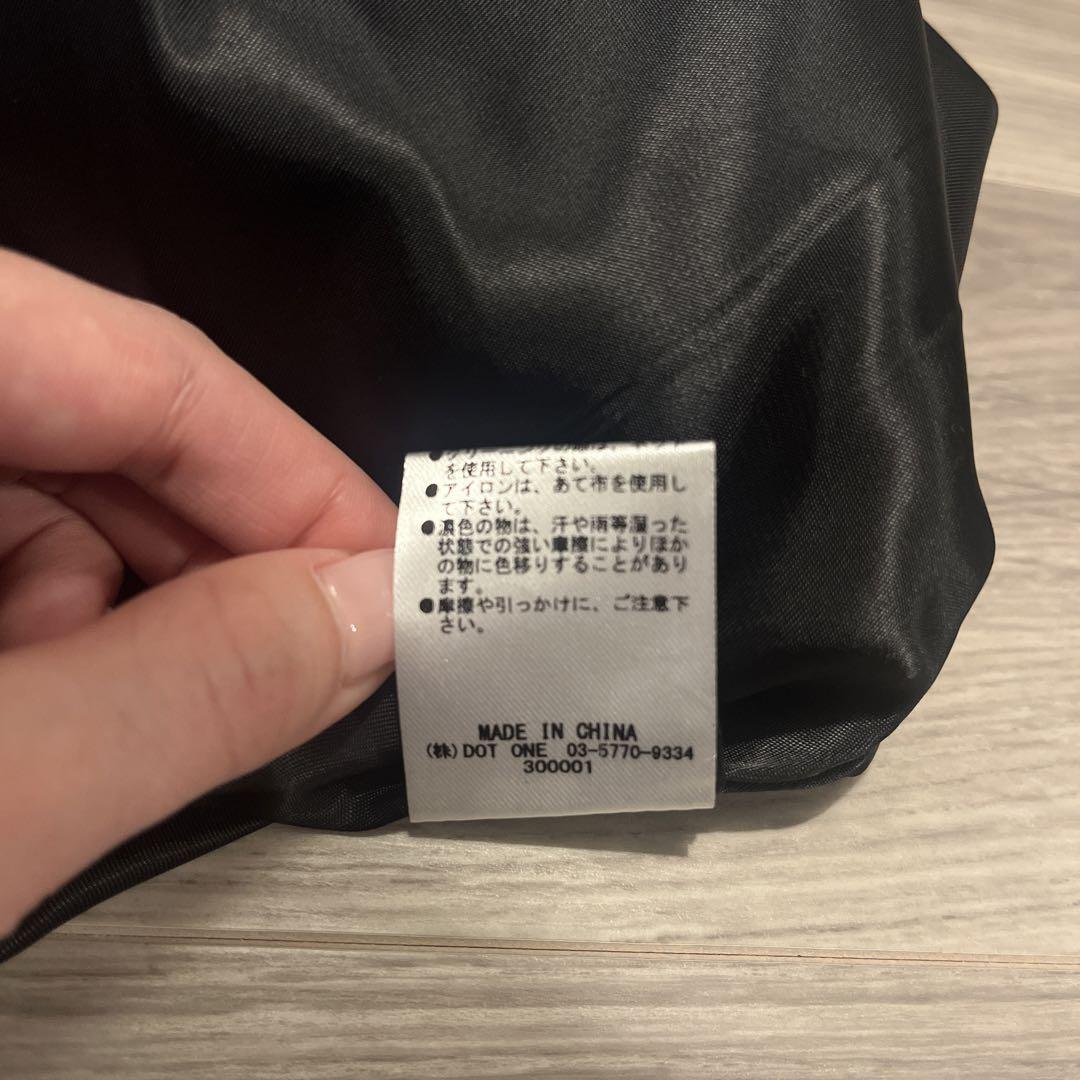 を使用して下さい。
●アイロンは、あて布を使用し
て下さい。
●濃色の物は、汗や雨等湿った
状態での強い摩擦によりほか
の物に色移りすることがあり
ます。
●摩擦や引っかけに、ご注意下
さい。
MADE IN CHINA
(株)DOT ONE 03-5770-9334
300001